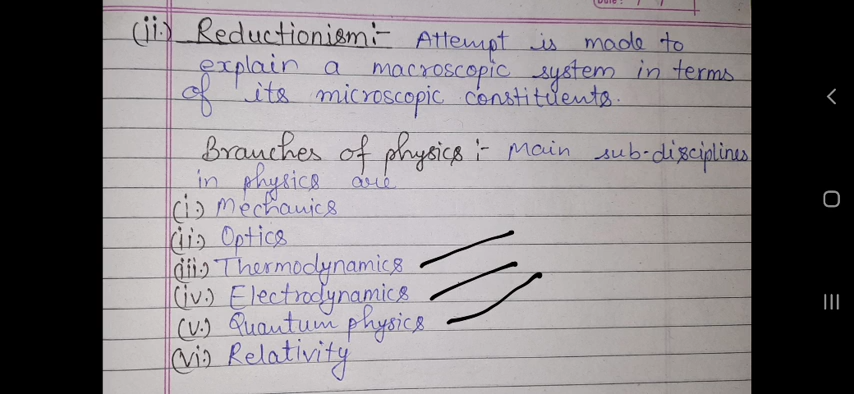 Date: / /
(ii.) Reductionism:- Attempt is made to
explain a macroscopic system in terms
of its microscopic constituents.
Branches of physics :- Main sub-disciplines
in physics are
(i.) Mechanics
(ii.) Optics
(iii.) Thermodynamics
(iv.) Electrodynamics
(v.) Quantum physics
(vi.) Relativity